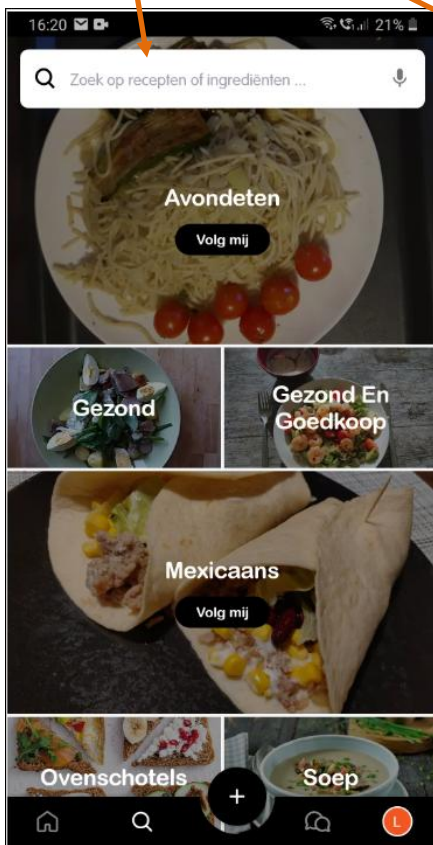 16:20
21%
Zoek op recepten of ingrediënten ...
Avondeten
Volg mij
Gezond
Gezond En
Goedkoop
Mexicaans
Volg mij
Ovenschotels
Soep
+
L